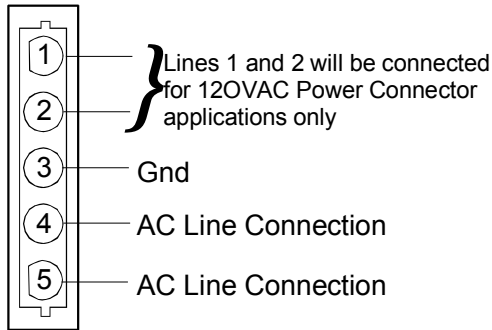 1
Lines 1 and 2 will be connected
for 12OVAC Power Connector
2
applications only
3 Gnd
4 AC Line Connection
5 AC Line Connection